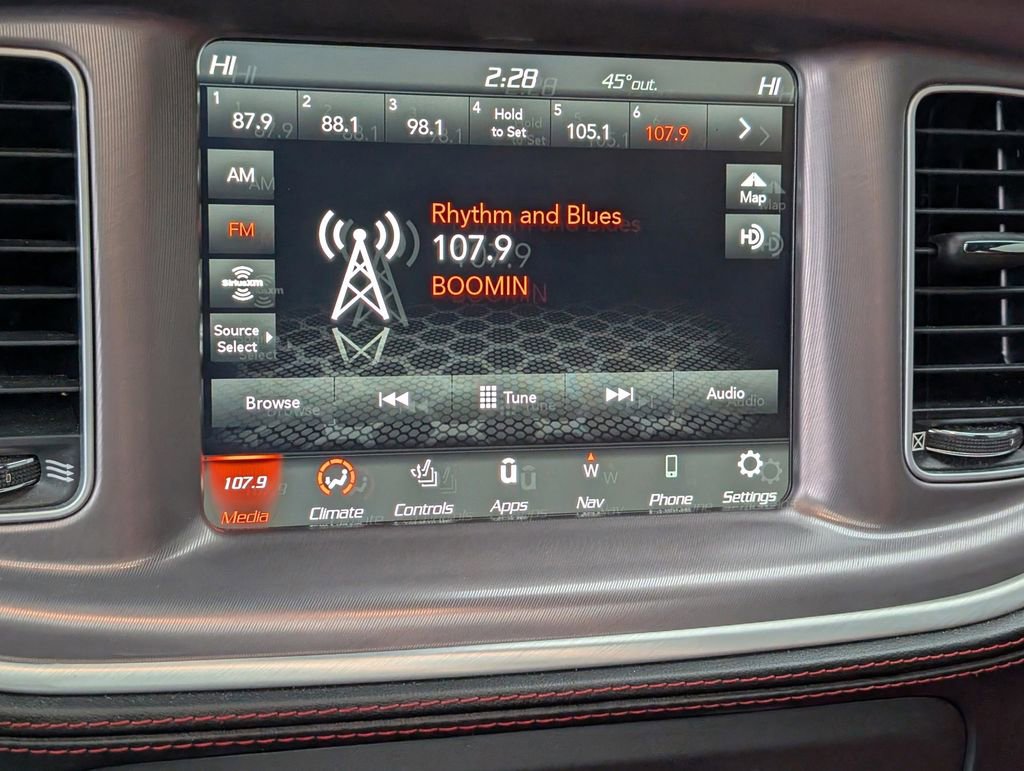 HI 2:28 45°out. HI
1 87.9 2 88.1 3 98.1 4 Hold to Set 5 105.1 6 107.9
AM
Map
FM
Rhythm and Blues
107.9
HD
BOOMIN
SiriusXM
Source
Select
Browse Tune Audio
107.9 W
Media Climate Controls Apps Nav Phone Settings
0